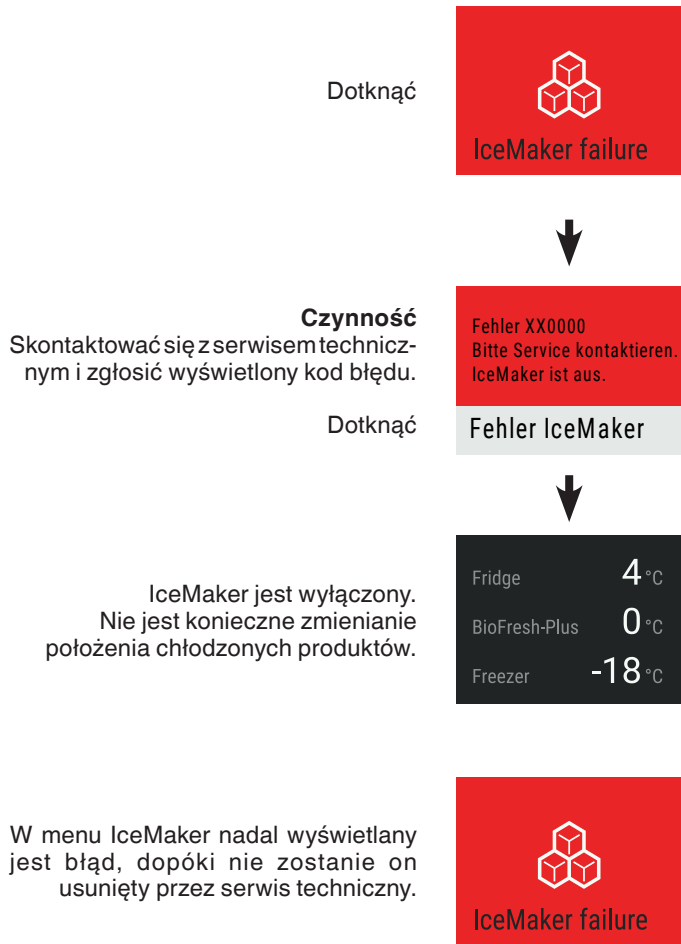 Dotknąć
IceMaker failure
Czynność
Skontaktować się z serwisem technicz-
nym i zgłosić wyświetlony kod błędu.
Fehler XX0000
Bitte Service kontaktieren.
IceMaker ist aus.
Dotknąć
Fehler IceMaker
IceMaker jest wyłączony.
Nie jest konieczne zmienianie
położenia chłodzonych produktów.
Fridge 4 °C
BioFresh-Plus 0 °C
Freezer -18 °C
W menu IceMaker nadal wyświetlany
jest błąd, dopóki nie zostanie on
usunięty przez serwis techniczny.
IceMaker failure